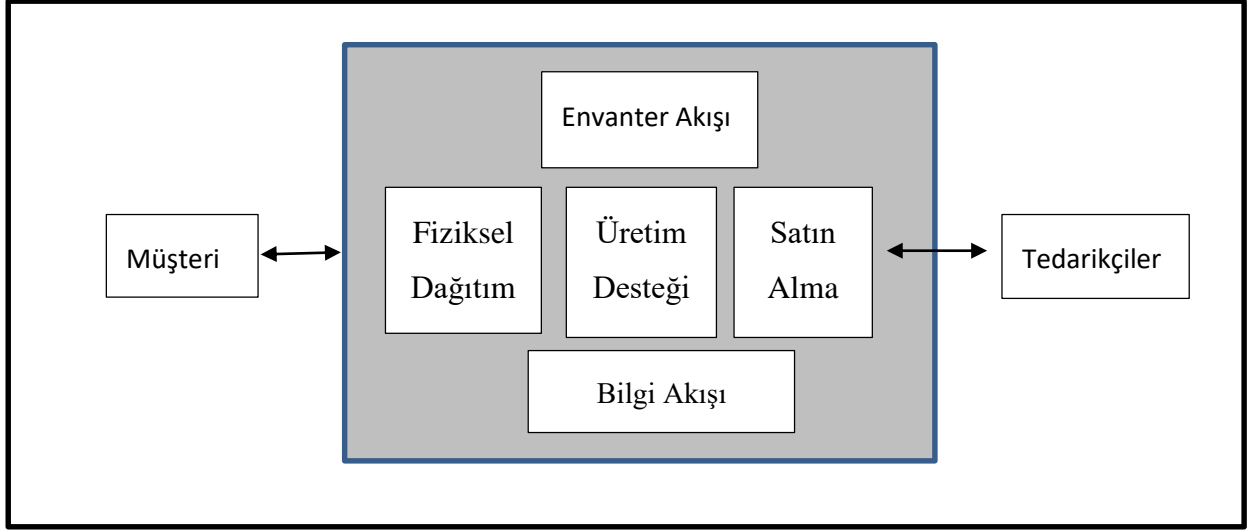 Envanter Akışı
Müşteri
Fiziksel
Dağıtım
Üretim
Desteği
Satın
Alma
Tedarikçiler
Bilgi Akışı